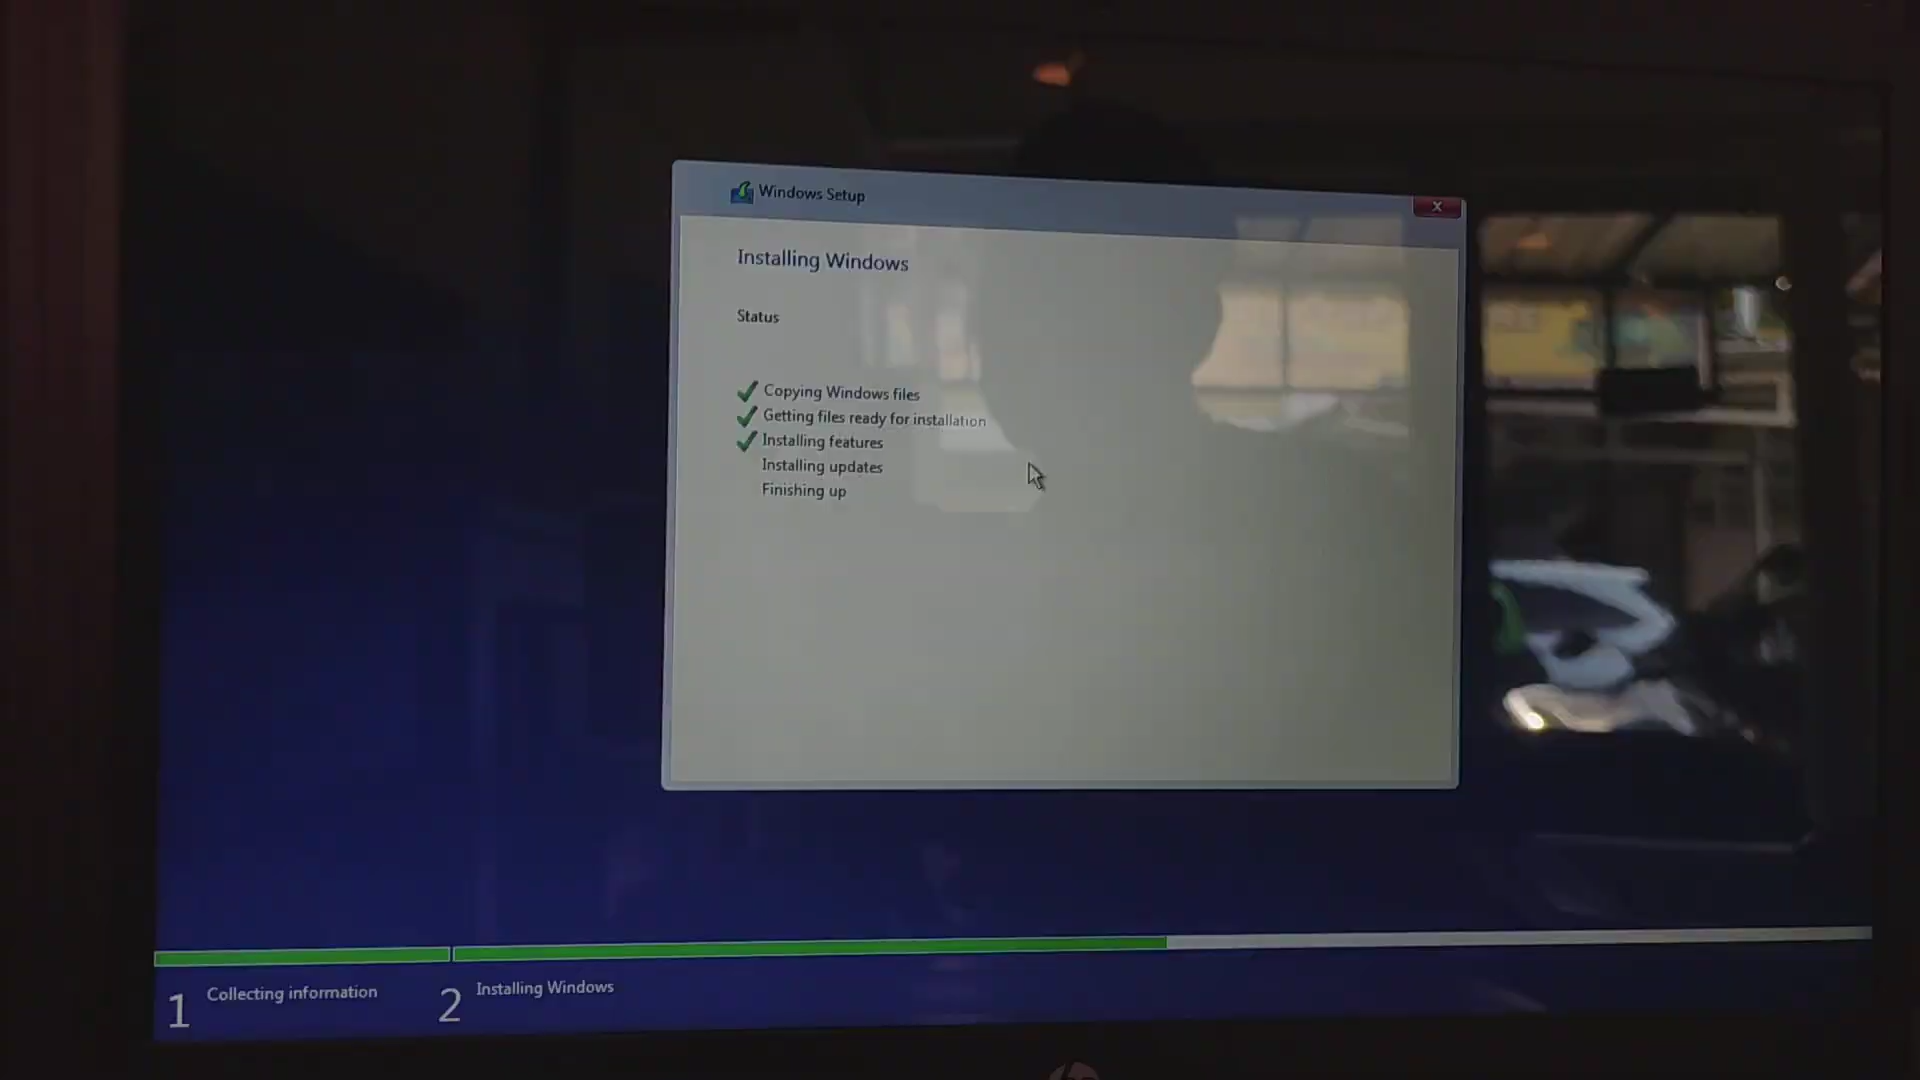 Windows Setup
x
Installing Windows
Status
Copying Windows files
Getting files ready for installation
Installing features
Installing updates
Finishing up
1 Collecting information
2 Installing Windows
hp